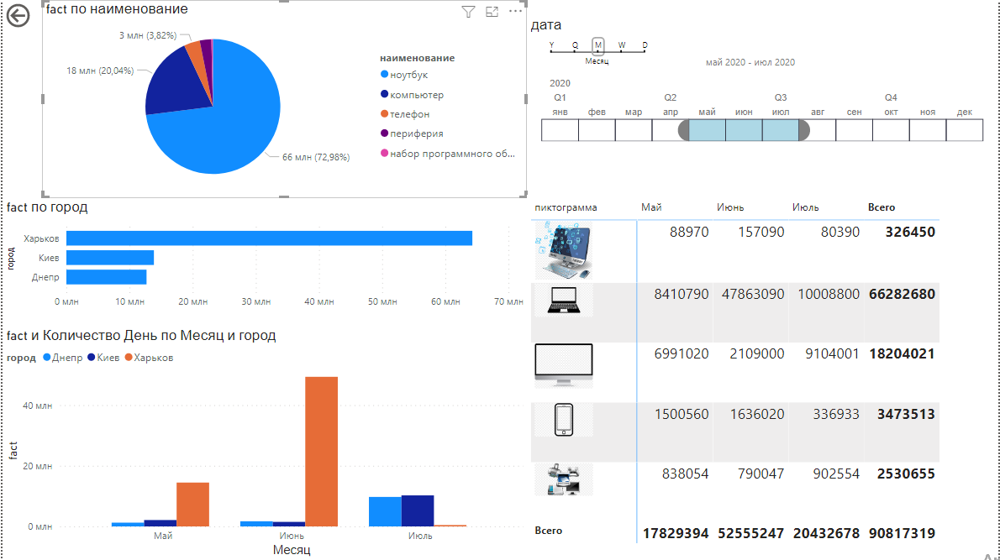 fact по наименование
3 млн (3,82%)
18 млн (20,04%)
66 млн (72,98%)
наименование
ноутбук
компьютер
телефон
периферия
набор программного об...
дата
Y Q M W D
Месяц
май 2020 - июл 2020
2020
Q1 Q2 Q3 Q4
янв фев мар апр май июн июл авг сен окт ноя дек
fact по город
город
Харьков
Киев
Днепр
0 млн 10 млн 20 млн 30 млн 40 млн 50 млн 60 млн 70 млн
fact и Количество День по Месяц и город
город Днепр Киев Харьков
fact
40 млн
20 млн
0 млн
Май Июнь Июль
Месяц
пиктограмма Май Июнь Июль Всего
88970 157090 80390 326450
8410790 47863090 10008800 66282680
6991020 2109000 9104001 18204021
1500560 1636020 336933 3473513
838054 790047 902554 2530655
Всего 17829394 52555247 20432678 90817319